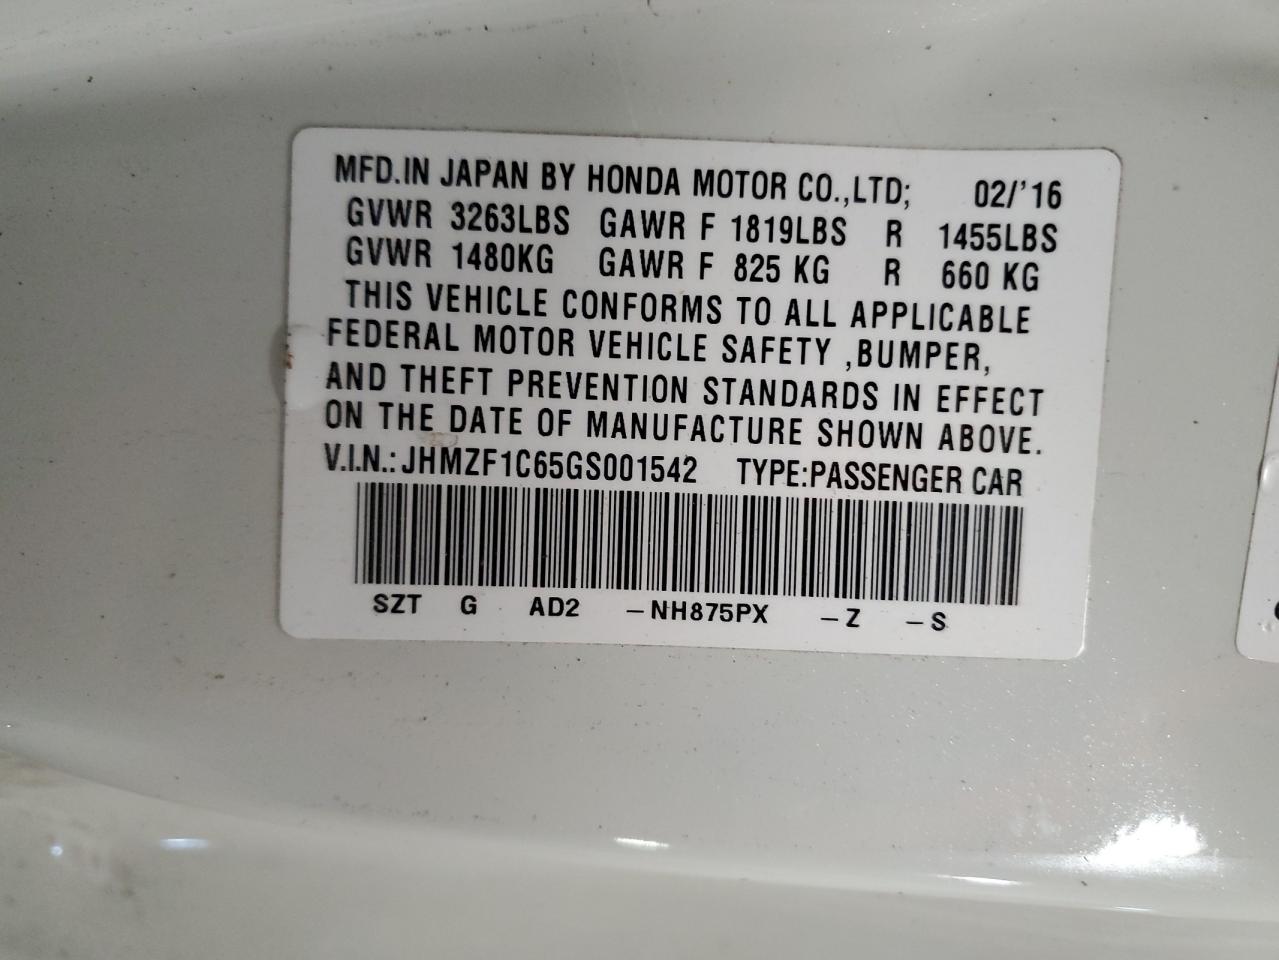 MFD.IN JAPAN BY HONDA MOTOR CO.,LTD; 02/'16
GVWR 3263LBS GAWR F 1819LBS R 1455LBS
GVWR 1480KG GAWR F 825 KG R 660 KG
THIS VEHICLE CONFORMS TO ALL APPLICABLE
FEDERAL MOTOR VEHICLE SAFETY ,BUMPER,
AND THEFT PREVENTION STANDARDS IN EFFECT
ON THE DATE OF MANUFACTURE SHOWN ABOVE.
V.I.N.: JHMZF1C65GS001542 TYPE:PASSENGER CAR
SZT G AD2 –NH875PX –Z –S